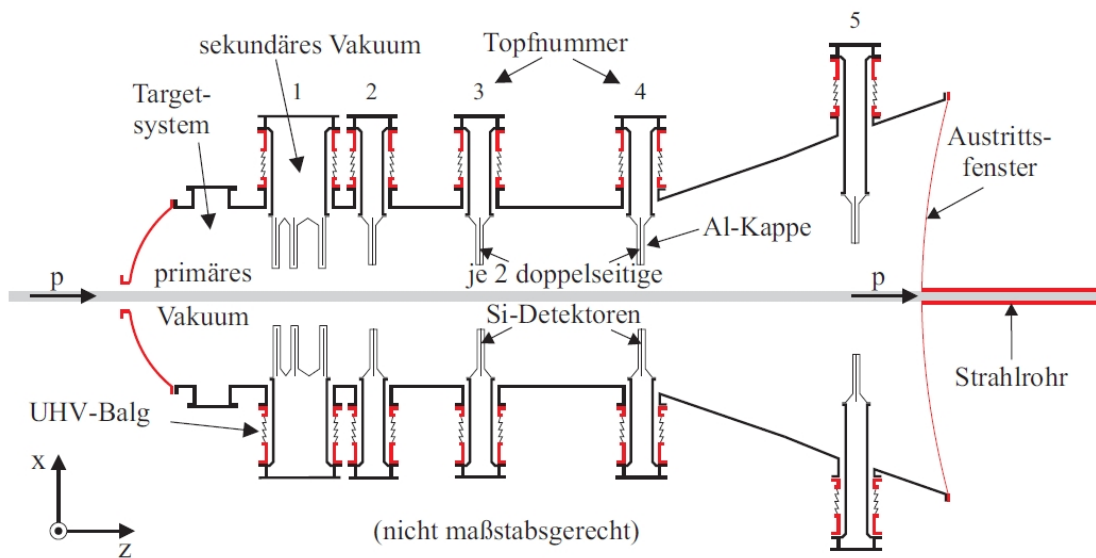 5
sekundäres Vakuum
Topfnummer
1
2
3
4
Target-
system
Austritts-
fenster
Al-Kappe
p
primäres
je 2 doppelseitige
p
Vakuum
Si-Detektoren
Strahlrohr
UHV-Balg
x
z
(nicht maßstabsgerecht)